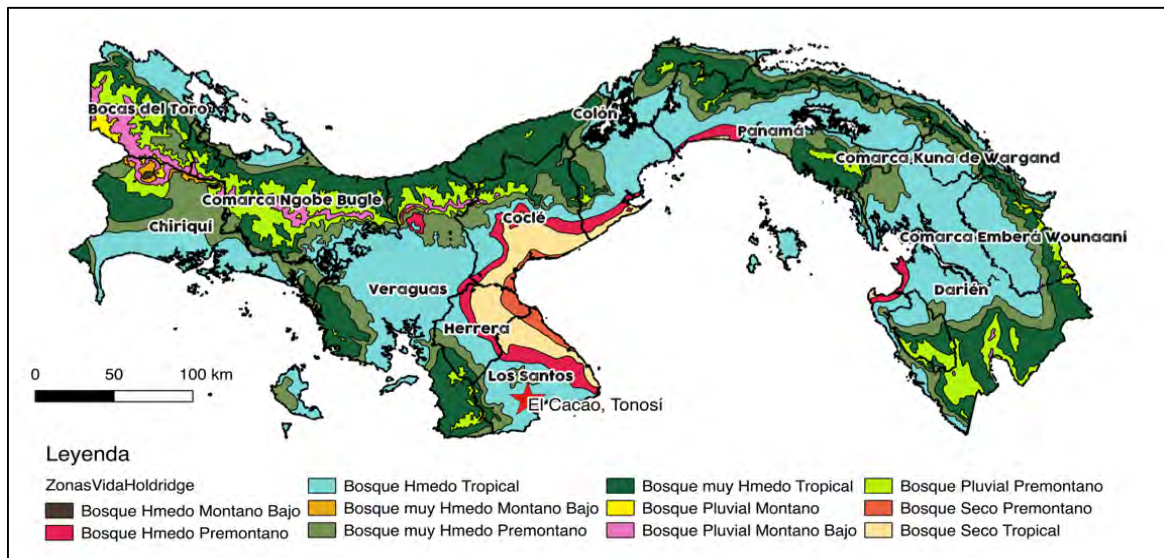 Bocas del Toro
Colón
Panamá
Comarca Kuna de Wargand
Comarca Ngobe Bugle
Coclé
Chiriquí
Comarca Emberá Wounaaní
Veraguas
Darién
Herrera
Los Santos
El Cacao, Tonosí
0 50 100 km
Leyenda
ZonasVidaHoldridge
Bosque Hmedo Montano Bajo
Bosque Hmedo Premontano
Bosque Hmedo Tropical
Bosque muy Hmedo Montano Bajo
Bosque muy Hmedo Premontano
Bosque muy Hmedo Tropical
Bosque Pluvial Montano
Bosque Pluvial Montano Bajo
Bosque Pluvial Premontano
Bosque Seco Premontano
Bosque Seco Tropical